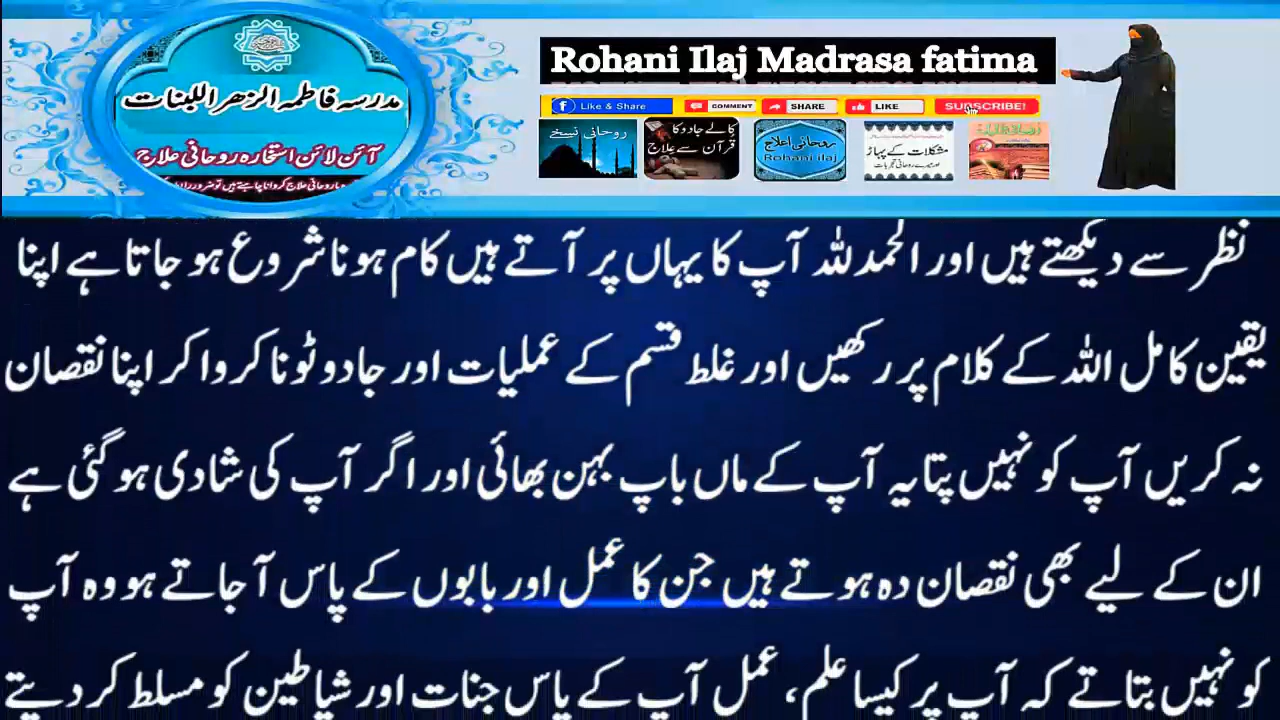 مدرسہ فاطمہ الزھرا للبنات
آئن لائن استخارہ روحانی علاج
Rohani Ilaj Madrasa fatima
Like & Share
COMMENT
SHARE
LIKE
SUBSCRIBE!
روحانی نسخے
کالے جادو کا
قرآن سے علاج
روحانی علاج
Rohani ilaj
مشکلات کے پہاڑ
نظر سے دیکھتے ہیں اور الحمدللہ آپ کا یہاں پر آتے ہیں کام ہونا شروع ہو جاتا ہے اپنا
یقین کامل اللہ کے کلام پر رکھیں اور غلط قسم کے عملیات اور جادو ٹونا کروا کر اپنا نقصان
نہ کریں آپ کو نہیں پتا یہ آپ کے ماں باپ بہن بھائی اور اگر آپ کی شادی ہو گئی ہے
ان کے لیے بھی نقصان دہ ہوتے ہیں جن کا عمل اور بابوں کے پاس آ جاتے ہو وہ آپ
کو نہیں بتاتے کہ آپ پر کیسا علم، عمل آپ کے پاس جنات اور شیاطین کو مسلط کر دیتے